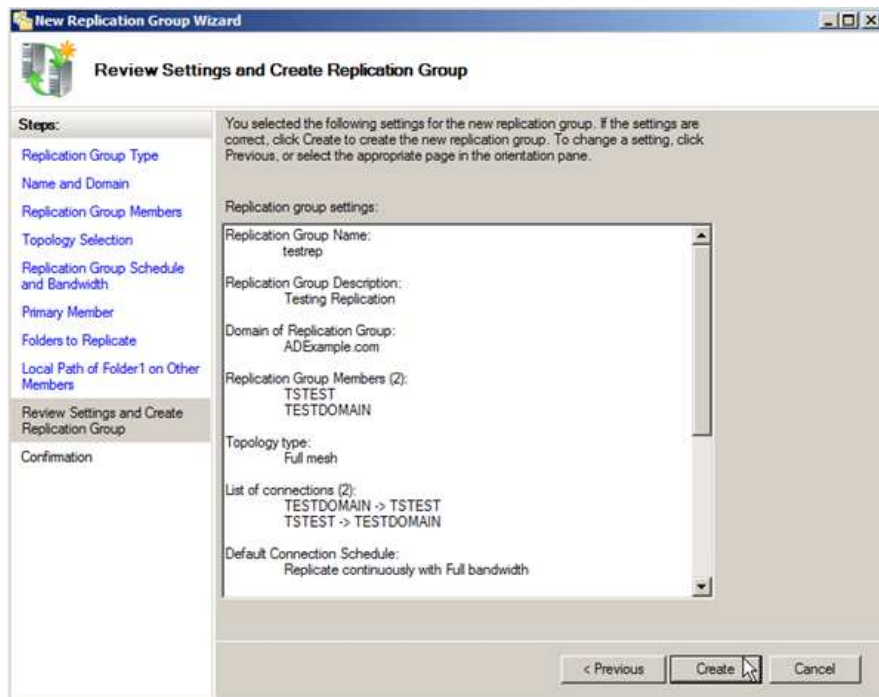 New Replication Group Wizard
Review Settings and Create Replication Group
Steps:
Replication Group Type
Name and Domain
Replication Group Members
Topology Selection
Replication Group Schedule
and Bandwidth
Primary Member
Folders to Replicate
Local Path of Folder1 on Other
Members
Review Settings and Create
Replication Group
Confirmation
You selected the following settings for the new replication group. If the settings are
correct, click Create to create the new replication group. To change a setting, click
Previous, or select the appropriate page in the orientation pane.
Replication group settings:
Replication Group Name:
testrep
Replication Group Description:
Testing Replication
Domain of Replication Group:
ADExample.com
Replication Group Members (2):
TSTEST
TESTDOMAIN
Topology type:
Full mesh
List of connections (2):
TESTDOMAIN -> TSTEST
TSTEST -> TESTDOMAIN
Default Connection Schedule:
Replicate continuously with Full bandwidth
< Previous
Create
Cancel